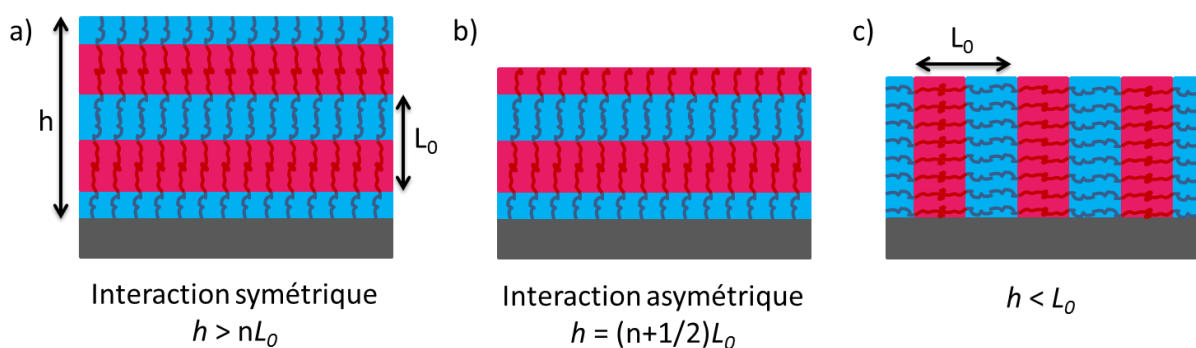 a)
h
L₀
Interaction symétrique
h > nL₀
b)
Interaction asymétrique
h = (n+1/2)L₀
c)
L₀
h < L₀